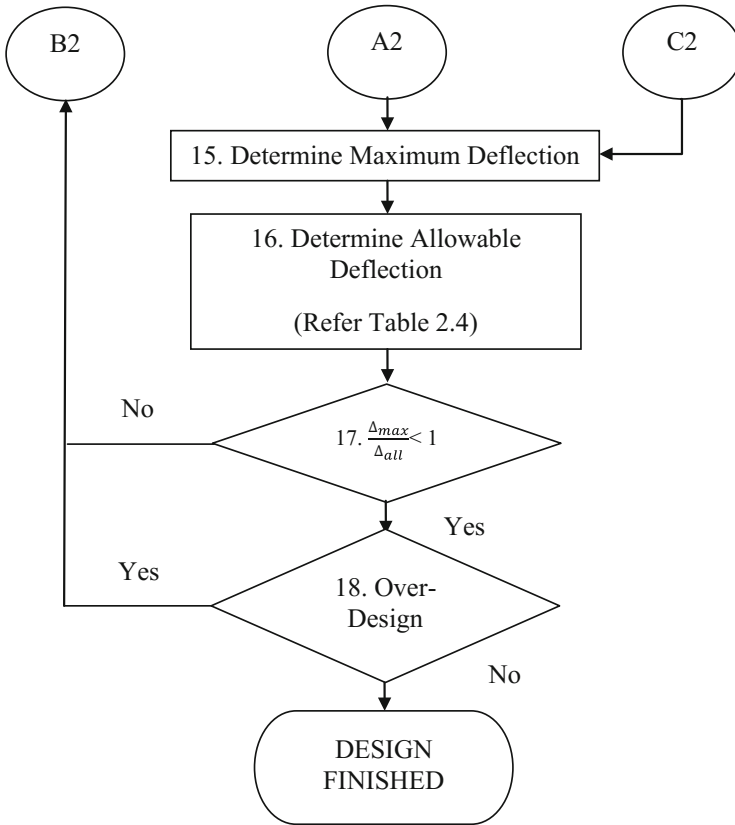 B2
A2
C2
15. Determine Maximum Deflection
16. Determine Allowable
Deflection
(Refer Table 2.4)
No
17. Δmax/Δall < 1
Yes
Yes
18. Over-
Design
No
DESIGN
FINISHED